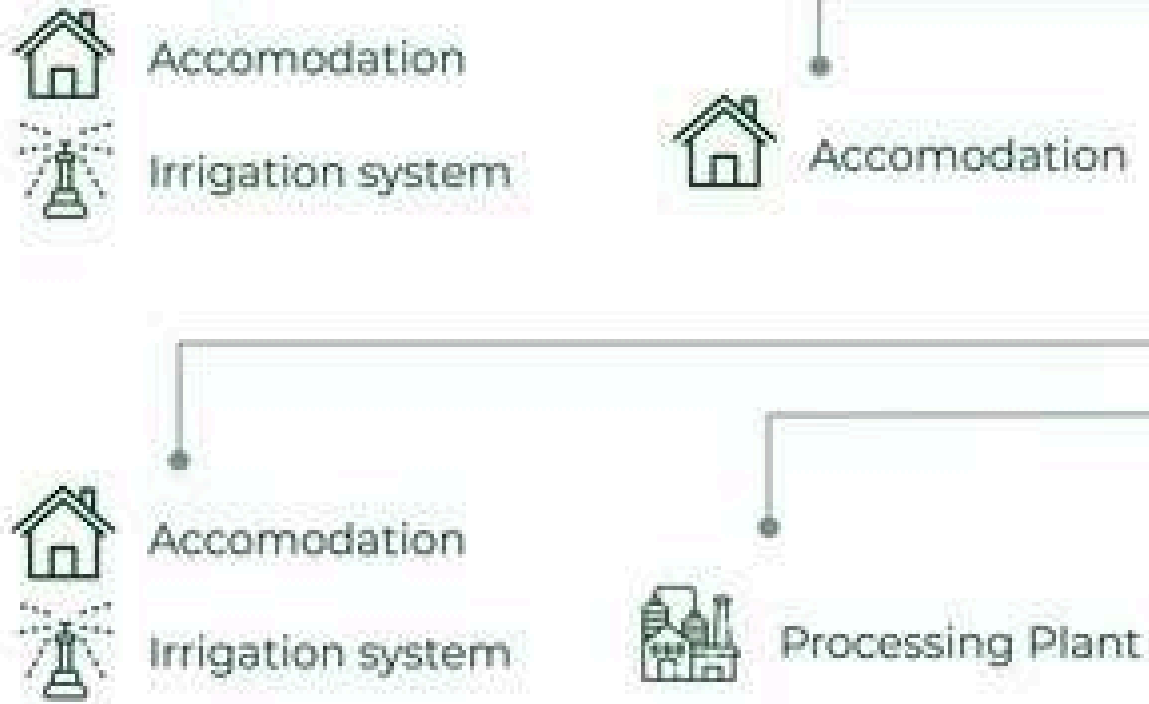 Accomodation
Irrigation system
Accomodation
Accomodation
Irrigation system
Processing Plant